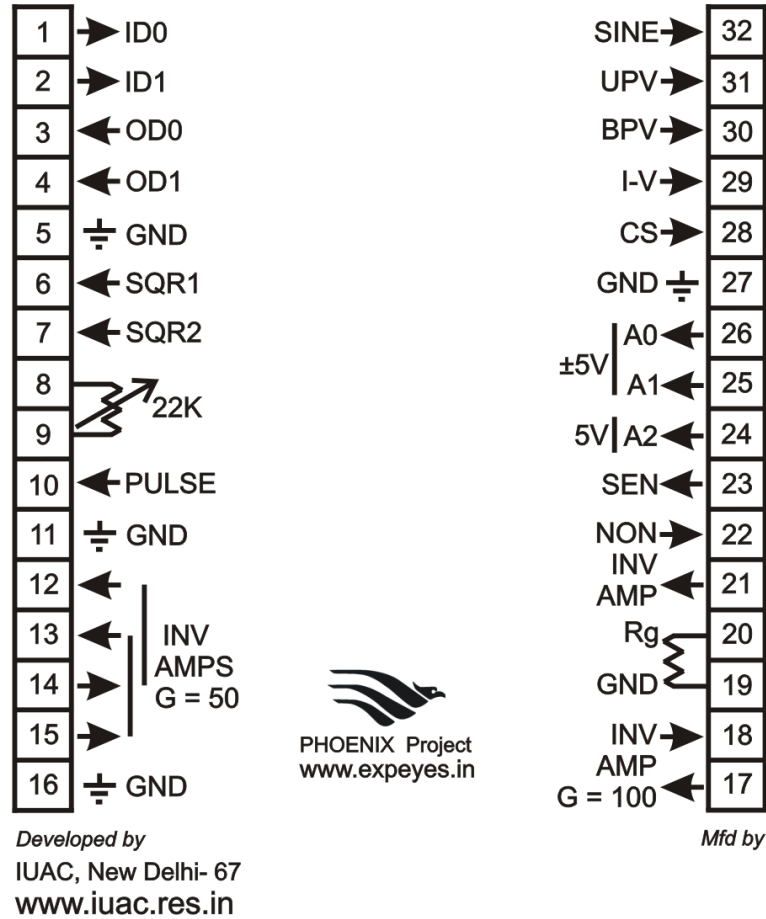 1 ID0
2 ID1
3 OD0
4 OD1
5 GND
6 SQR1
7 SQR2
8
22K
9
10 PULSE
11 GND
12
13 INV
AMPS
14
G = 50
15
16 GND
Developed by
IUAC, New Delhi- 67
www.iuac.res.in
PHOENIX Project
www.expeyes.in
SINE 32
UPV 31
BPV 30
I-V 29
CS 28
GND 27
A0 26
±5V
A1 25
5V A2 24
SEN 23
NON 22
INV
AMP 21
Rg 20
GND 19
INV 18
AMP
G = 100 17
Mfd by